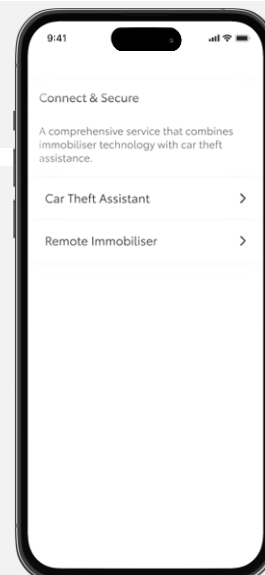 9:41
Connect & Secure
A comprehensive service that combines
immobiliser technology with car theft
assistance.
Car Theft Assistant
Remote Immobiliser